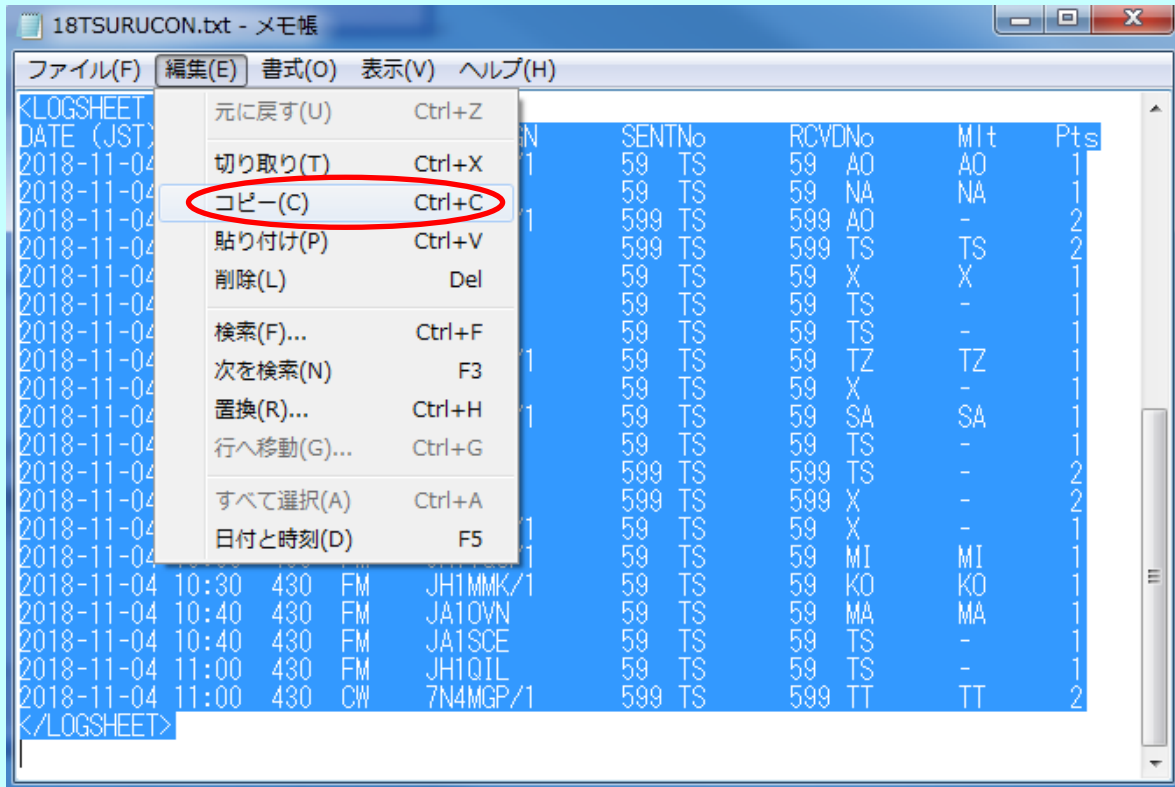 18TSURUCON.txt - メモ帳
ファイル(F) 編集(E) 書式(O) 表示(V) ヘルプ(H)
元に戻す(U) Ctrl+Z
切り取り(T) Ctrl+X
コピー(C) Ctrl+C
貼り付け(P) Ctrl+V
削除(L) Del
検索(F)... Ctrl+F
次を検索(N) F3
置換(R)... Ctrl+H
行へ移動(G)... Ctrl+G
すべて選択(A) Ctrl+A
日付と時刻(D) F5
<LOGSHEET
DATE (JST) SENTNo RCVDNo Mlt Pts
2018-11-04 /1 59 TS 59 AO AO 1
2018-11-04 59 TS 59 NA NA 1
2018-11-04 /1 599 TS 599 AO - 2
2018-11-04 599 TS 599 TS TS 2
2018-11-04 59 TS 59 X X 1
2018-11-04 59 TS 59 TS - 1
2018-11-04 59 TS 59 TS - 1
2018-11-04 /1 59 TS 59 TZ TZ 1
2018-11-04 59 TS 59 X - 1
2018-11-04 /1 59 TS 59 SA SA 1
2018-11-04 59 TS 59 TS - 1
2018-11-04 599 TS 599 TS - 2
2018-11-04 599 TS 599 X - 2
2018-11-04 /1 59 TS 59 X - 1
2018-11-04 /1 59 TS 59 MI MI 1
2018-11-04 10:30 430 FM JH1MMK/1 59 TS 59 KO KO 1
2018-11-04 10:40 430 FM JA1OVN 59 TS 59 MA MA 1
2018-11-04 10:40 430 FM JA1SCE 59 TS 59 TS - 1
2018-11-04 11:00 430 FM JH1QIL 59 TS 59 TS - 1
2018-11-04 11:00 430 CW 7N4MGP/1 599 TS 599 TT TT 2
</LOGSHEET>